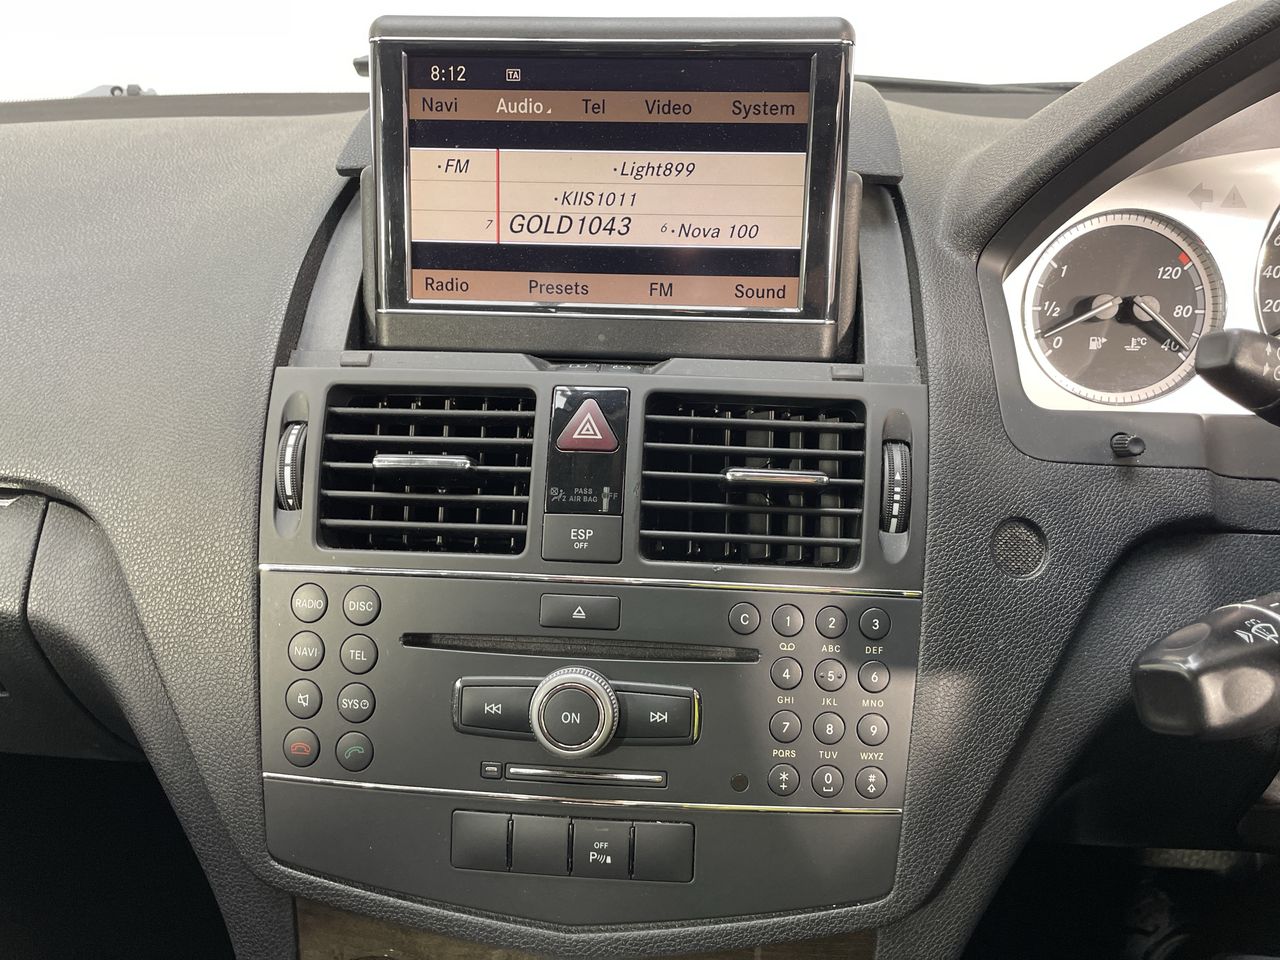 8:12 TA
Navi Audio Tel Video System
·FM ·Light899
·KIIS1011
7 GOLD1043 6·Nova 100
Radio Presets FM Sound
1 120
1/2 80
0 °C 40
PASS
AIR BAG OFF
ESP
OFF
RADIO DISC
NAVI TEL
SYS
ON
C 1 2 3
ABC DEF
4 5 6
GHI JKL MNO
7 8 9
PQRS TUV WXYZ
* 0 #
+
OFF
P